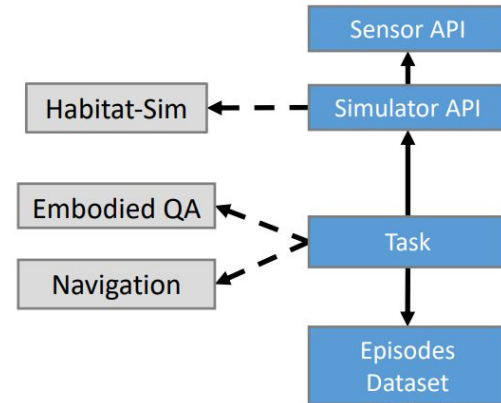 Sensor API
Habitat-Sim
Simulator API
Embodied QA
Task
Navigation
Episodes
Dataset